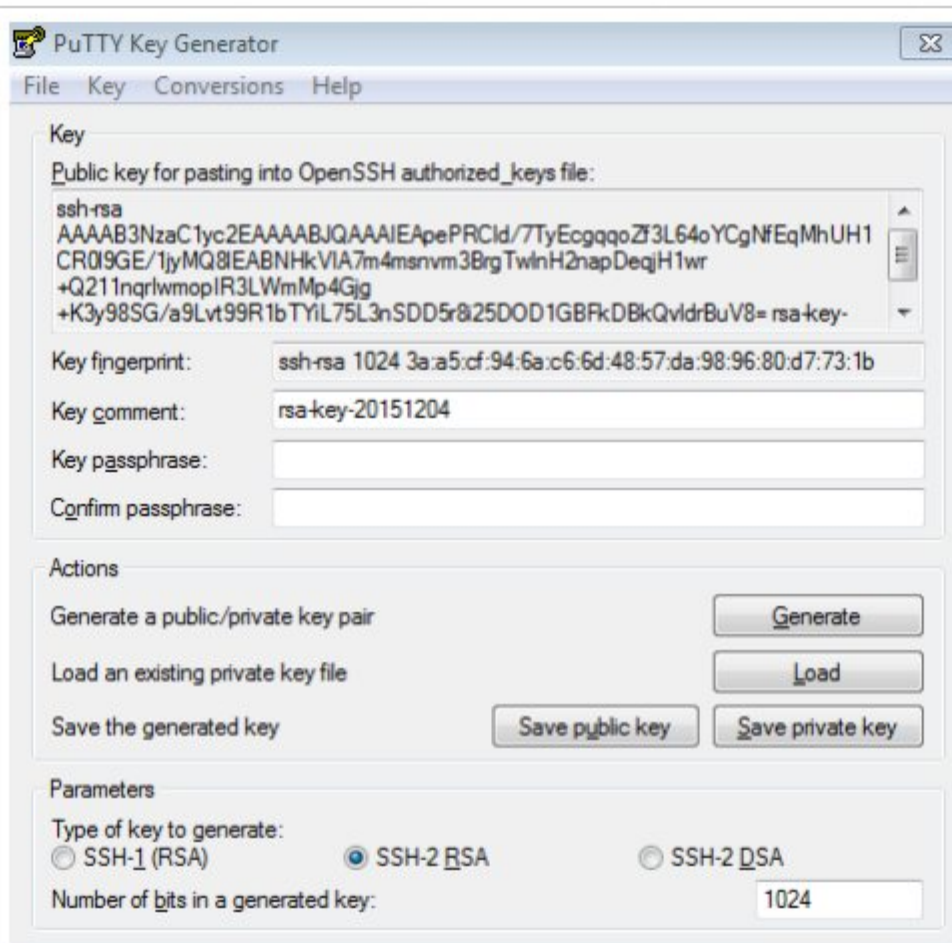 PuTTY Key Generator
File Key Conversions Help
Key
Public key for pasting into OpenSSH authorized_keys file:
ssh-rsa
AAAAB3NzaC1yc2EAAAABJQAAAIEApePRCld/7TyEcgqqoZf3L64oYCgNfEqMhUH1
CR0l9GE/1jyMQ8lEABNHkVIA7m4msnvm3BrgTwlnH2napDeqjH1wr
+Q211nqrlwmopIR3LWmMp4Gjg
+K3y98SG/a9Lvt99R1bTYiL75L3nSDD5r8i25DOD1GBFkDBkQvldrBuV8= rsa-key-
Key fingerprint: ssh-rsa 1024 3a:a5:cf:94:6a:c6:6d:48:57:da:98:96:80:d7:73:1b
Key comment: rsa-key-20151204
Key passphrase:
Confirm passphrase:
Actions
Generate a public/private key pair Generate
Load an existing private key file Load
Save the generated key Save public key Save private key
Parameters
Type of key to generate:
SSH-1 (RSA) SSH-2 RSA SSH-2 DSA
Number of bits in a generated key: 1024